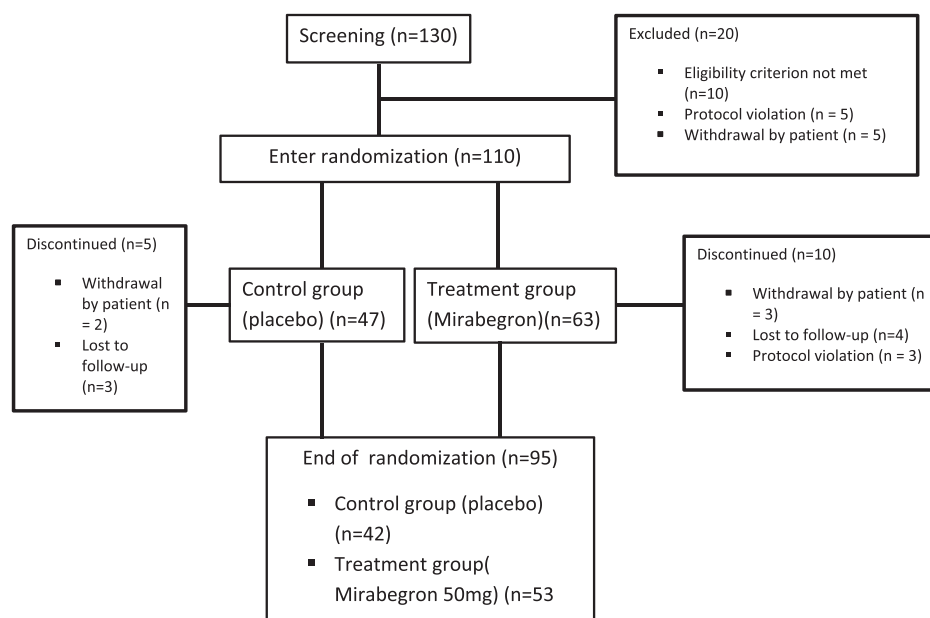 Screening (n=130)
Excluded (n=20)
▪ Eligibility criterion not met
(n=10)
▪ Protocol violation (n = 5)
▪ Withdrawal by patient (n = 5)
Enter randomization (n=110)
Discontinued (n=5)
▪ Withdrawal
by patient (n
= 2)
▪ Lost to
follow-up
(n=3)
Control group
(placebo) (n=47)
Treatment group
(Mirabegron)(n=63)
Discontinued (n=10)
▪ Withdrawal by patient (n
= 3)
▪ Lost to follow-up (n=4)
▪ Protocol violation (n = 3)
End of randomization (n=95)
▪ Control group (placebo)
(n=42)
▪ Treatment group(
Mirabegron 50mg) (n=53